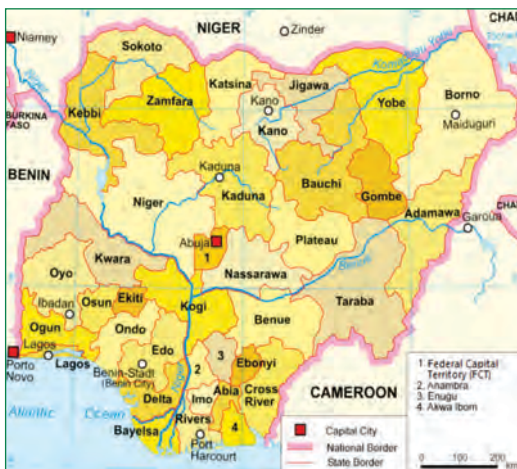 NIGER
Niamey
Zinder
CHA
Sokoto
Katsina
Jigawa
Komadugu Yobe
Kebbi
Zamfara
Kano
Kano
Yobe
Borno
Maiduguri
BURKINA
FASO
BENIN
Kaduna
Kaduna
Bauchi
Gombe
Niger
Adamawa
CHA
Garoua
Abuja
1
Plateau
Kwara
Nassarawa
Benue
Oyo
Taraba
Ibadan
Osun
Ekiti
Kogi
Benue
Ogun
Ondo
Edo
3
Ebonyi
Lagos
Lagos
Porto
Novo
Benin-Stadt
(Benin City)
2
Niger
Imo
Abia
Cross
River
CAMEROON
Delta
Atlantic
Ocean
Bayelsa
Rivers
4
Port
Harcourt
1 Federal Capital
Territory (FCT)
2. Anambra
3. Enugu
4. Akwa Ibom
Capital City
National Border
State Border
0
100
200
km